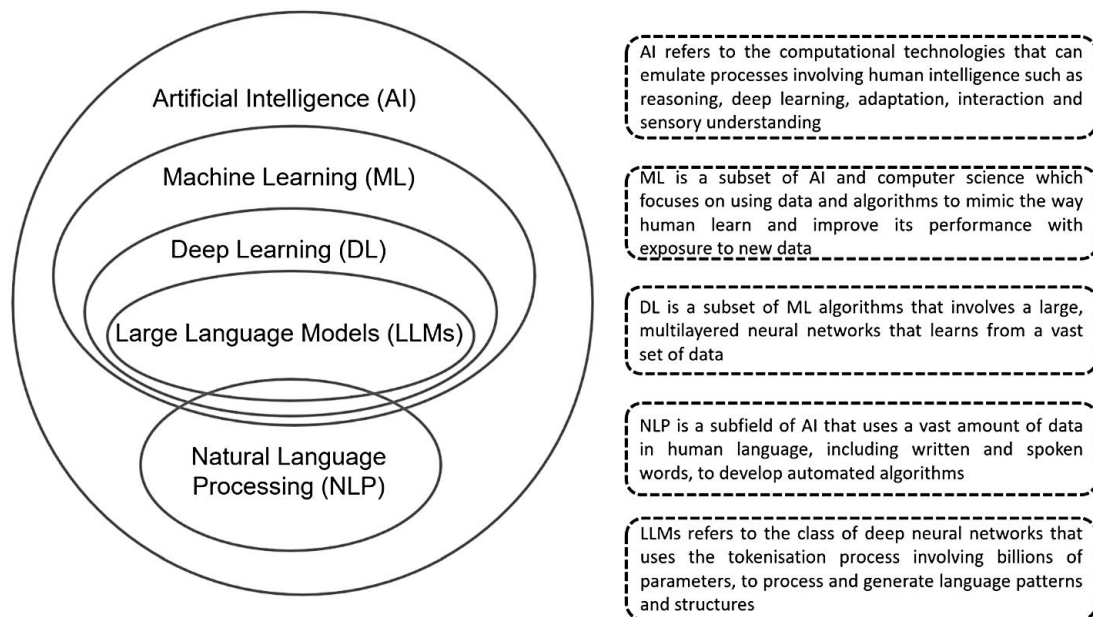 Artificial Intelligence (AI)
Machine Learning (ML)
Deep Learning (DL)
Large Language Models (LLMs)
Natural Language
Processing (NLP)
AI refers to the computational technologies that can
emulate processes involving human intelligence such as
reasoning, deep learning, adaptation, interaction and
sensory understanding
ML is a subset of AI and computer science which
focuses on using data and algorithms to mimic the way
human learn and improve its performance with
exposure to new data
DL is a subset of ML algorithms that involves a large,
multilayered neural networks that learns from a vast
set of data
NLP is a subfield of AI that uses a vast amount of data
in human language, including written and spoken
words, to develop automated algorithms
LLMs refers to the class of deep neural networks that
uses the tokenisation process involving billions of
parameters, to process and generate language patterns
and structures